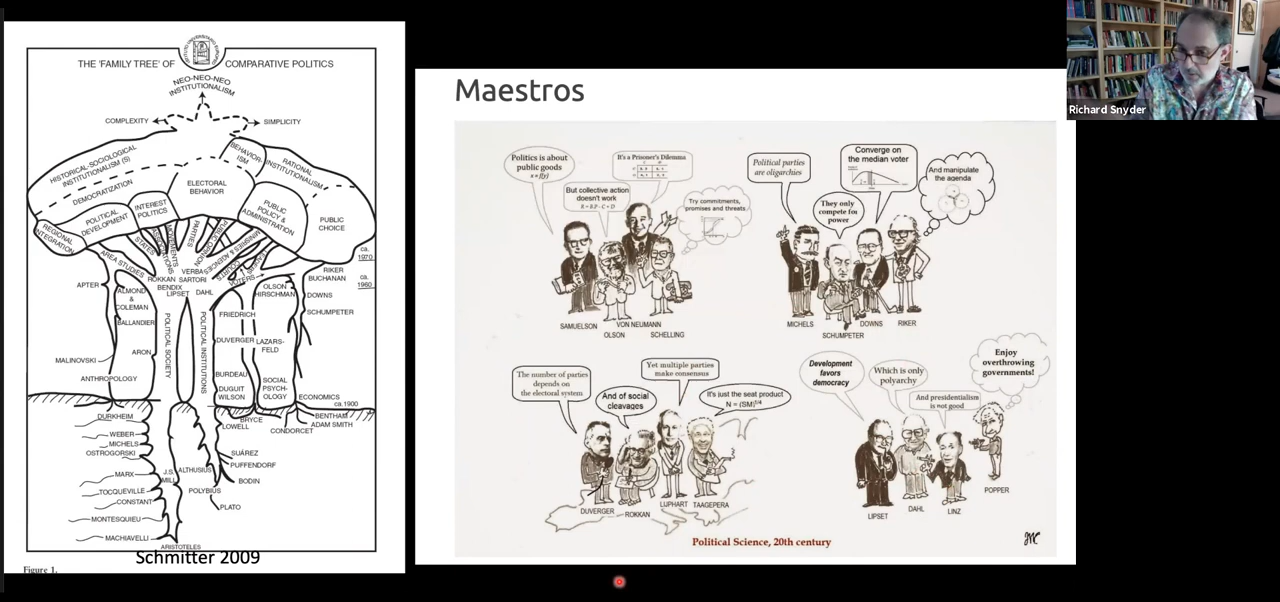 THE 'FAMILY TREE' OF COMPARATIVE POLITICS
NEO-NEO-NEO
INSTITUTIONALISM
COMPLEXITY
SIMPLICITY
HISTORICAL-SOCIOLOGICAL
INSTITUTIONALISM (S)
BEHAVIOR-
ISM
RATIONAL
INSTITUTIONALISM
DEMOCRATIZATION
ELECTORAL
BEHAVIOR
POLITICAL
DEVELOPMENT
INTEREST
POLITICS
PUBLIC
POLICY &
ADMINISTRATION
PUBLIC
CHOICE
REGIONAL
INTEGRATION
AREA STUDIES
STATES
MOVEMENTS
PARTIES
VOTERS
ca.
1970
ca.
1960
APTER
ROKKAN
BENDIX
LIPSET
VERBA
SARTORI
DAHL
OLSON
HIRSCHMAN
RIKER
BUCHANAN
ALMOND
&
COLEMAN
DOWNS
BALLANDIER
FRIEDRICH
SCHUMPETER
POLITICAL SOCIETY
POLITICAL INSTITUTIONS
DUVERGER
LAZARS-
FELD
ARON
MALINOVSKI
ANTHROPOLOGY
BURDEAU
DUGUIT
WILSON
SOCIAL
PSYCH-
OLOGY
ECONOMICS
ca.1900
DURKHEIM
BRYCE
LOWELL
CONDORCET
BENTHAM
ADAM SMITH
WEBER
MICHELS
OSTROGORSKI
SUÁREZ
PUFFENDORF
MARX
J.S.
MILL
ALTHUSIUS
BODIN
TOCQUEVILLE
POLYBIUS
CONSTANT
PLATO
MONTESQUIEU
MACHIAVELLI
ARISTOTELES
Schmitter 2009
Figure 1.
Maestros
Politics is about
public goods
x = f(y)
It's a Prisoner's Dilemma
But collective action
doesn't work
R = B.P - C + D
Try commitments,
promises and threats
SAMUELSON
OLSON
VON NEUMANN
SCHELLING
Political parties
are oligarchies
They only
compete for
power
Converge on
the median voter
And manipulate
the agenda
MICHELS
SCHUMPETER
DOWNS
RIKER
The number of parties
depends on
the electoral system
And of social
cleavages
Yet multiple parties
make consensus
It's just the seat product
N = (SM)1/4
DUVERGER
ROKKAN
LIJPHART
TAAGEPERA
Development
favors
democracy
Which is only
polyarchy
And presidentialism
is not good
Enjoy
overthrowing
governments!
LIPSET
DAHL
LINZ
POPPER
Political Science, 20th century
Richard Snyder